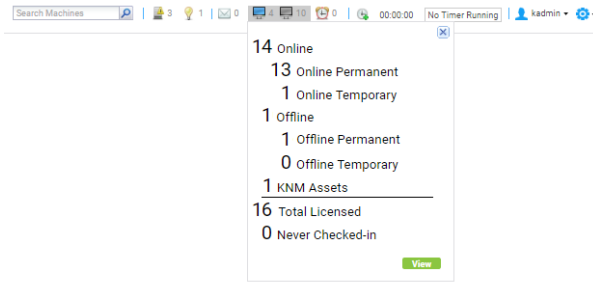 Search Machines 3 1 0 4 10 0 00:00:00 No Timer Running kadmin
14 Online
13 Online Permanent
1 Online Temporary
1 Offline
1 Offline Permanent
0 Offline Temporary
1 KNM Assets
16 Total Licensed
0 Never Checked-in
View